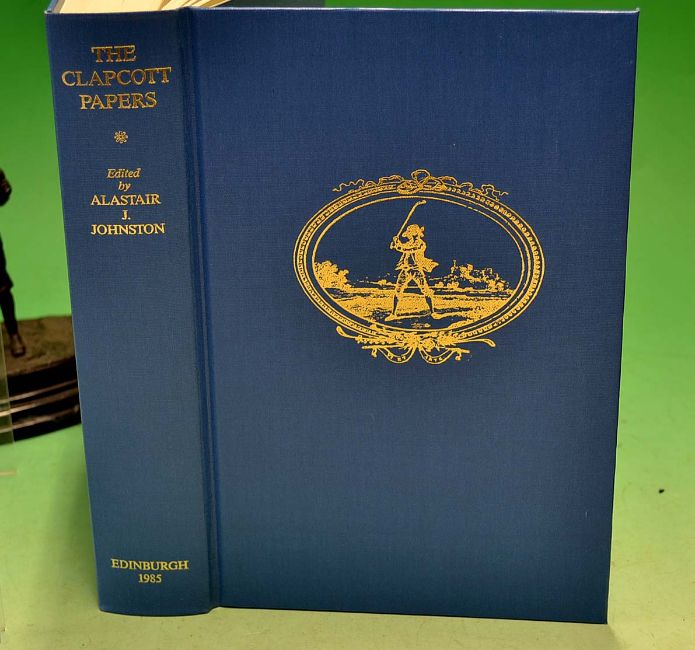 THE
CLAPCOTT
PAPERS
Edited
by
ALASTAIR
J.
JOHNSTON
EDINBURGH
1985